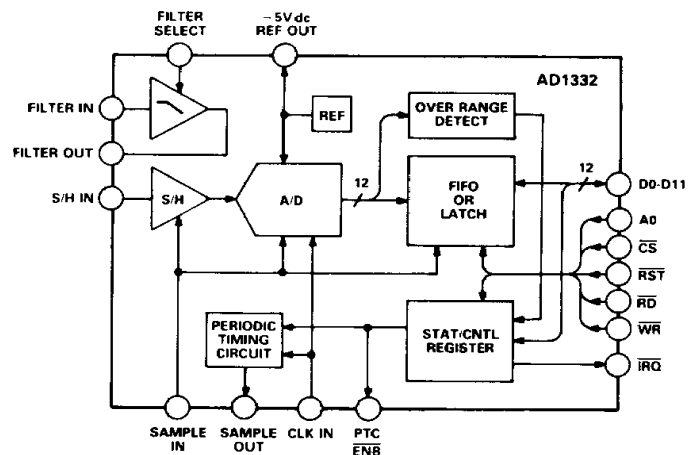 FILTER
SELECT
−5Vdc
REF OUT
AD1332
FILTER IN
REF
OVER RANGE
DETECT
FILTER OUT
S/H IN
S/H
A/D
12
FIFO
OR
LATCH
12
D0-D11
A0
CS
RST
RD
WR
IRQ
PERIODIC
TIMING
CIRCUIT
STAT/CNTL
REGISTER
SAMPLE
IN
SAMPLE
OUT
CLK IN
PTC
ENB